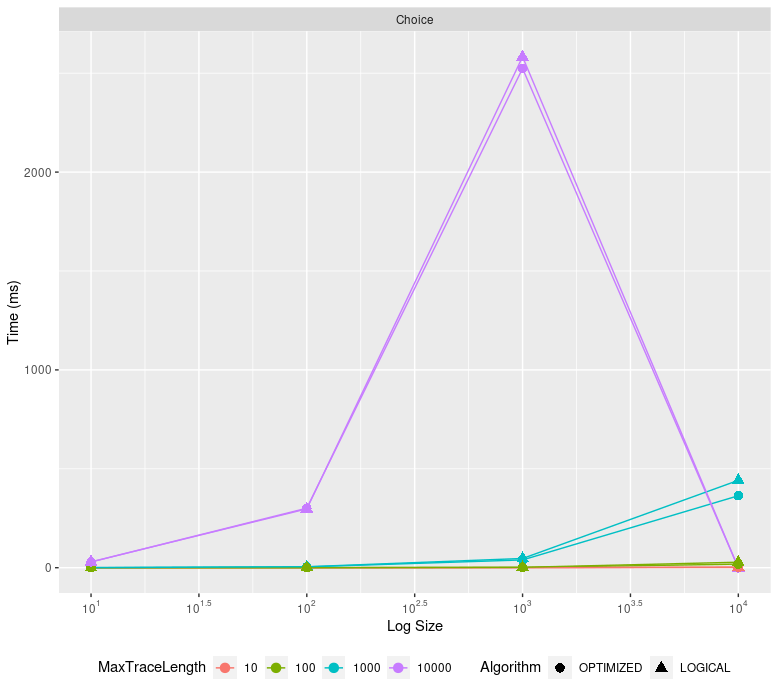 Choice
Time (ms)
2000
1000
0
10^1 10^1.5 10^2 10^2.5 10^3 10^3.5 10^4
Log Size
MaxTraceLength 10 100 1000 10000 Algorithm OPTIMIZED LOGICAL